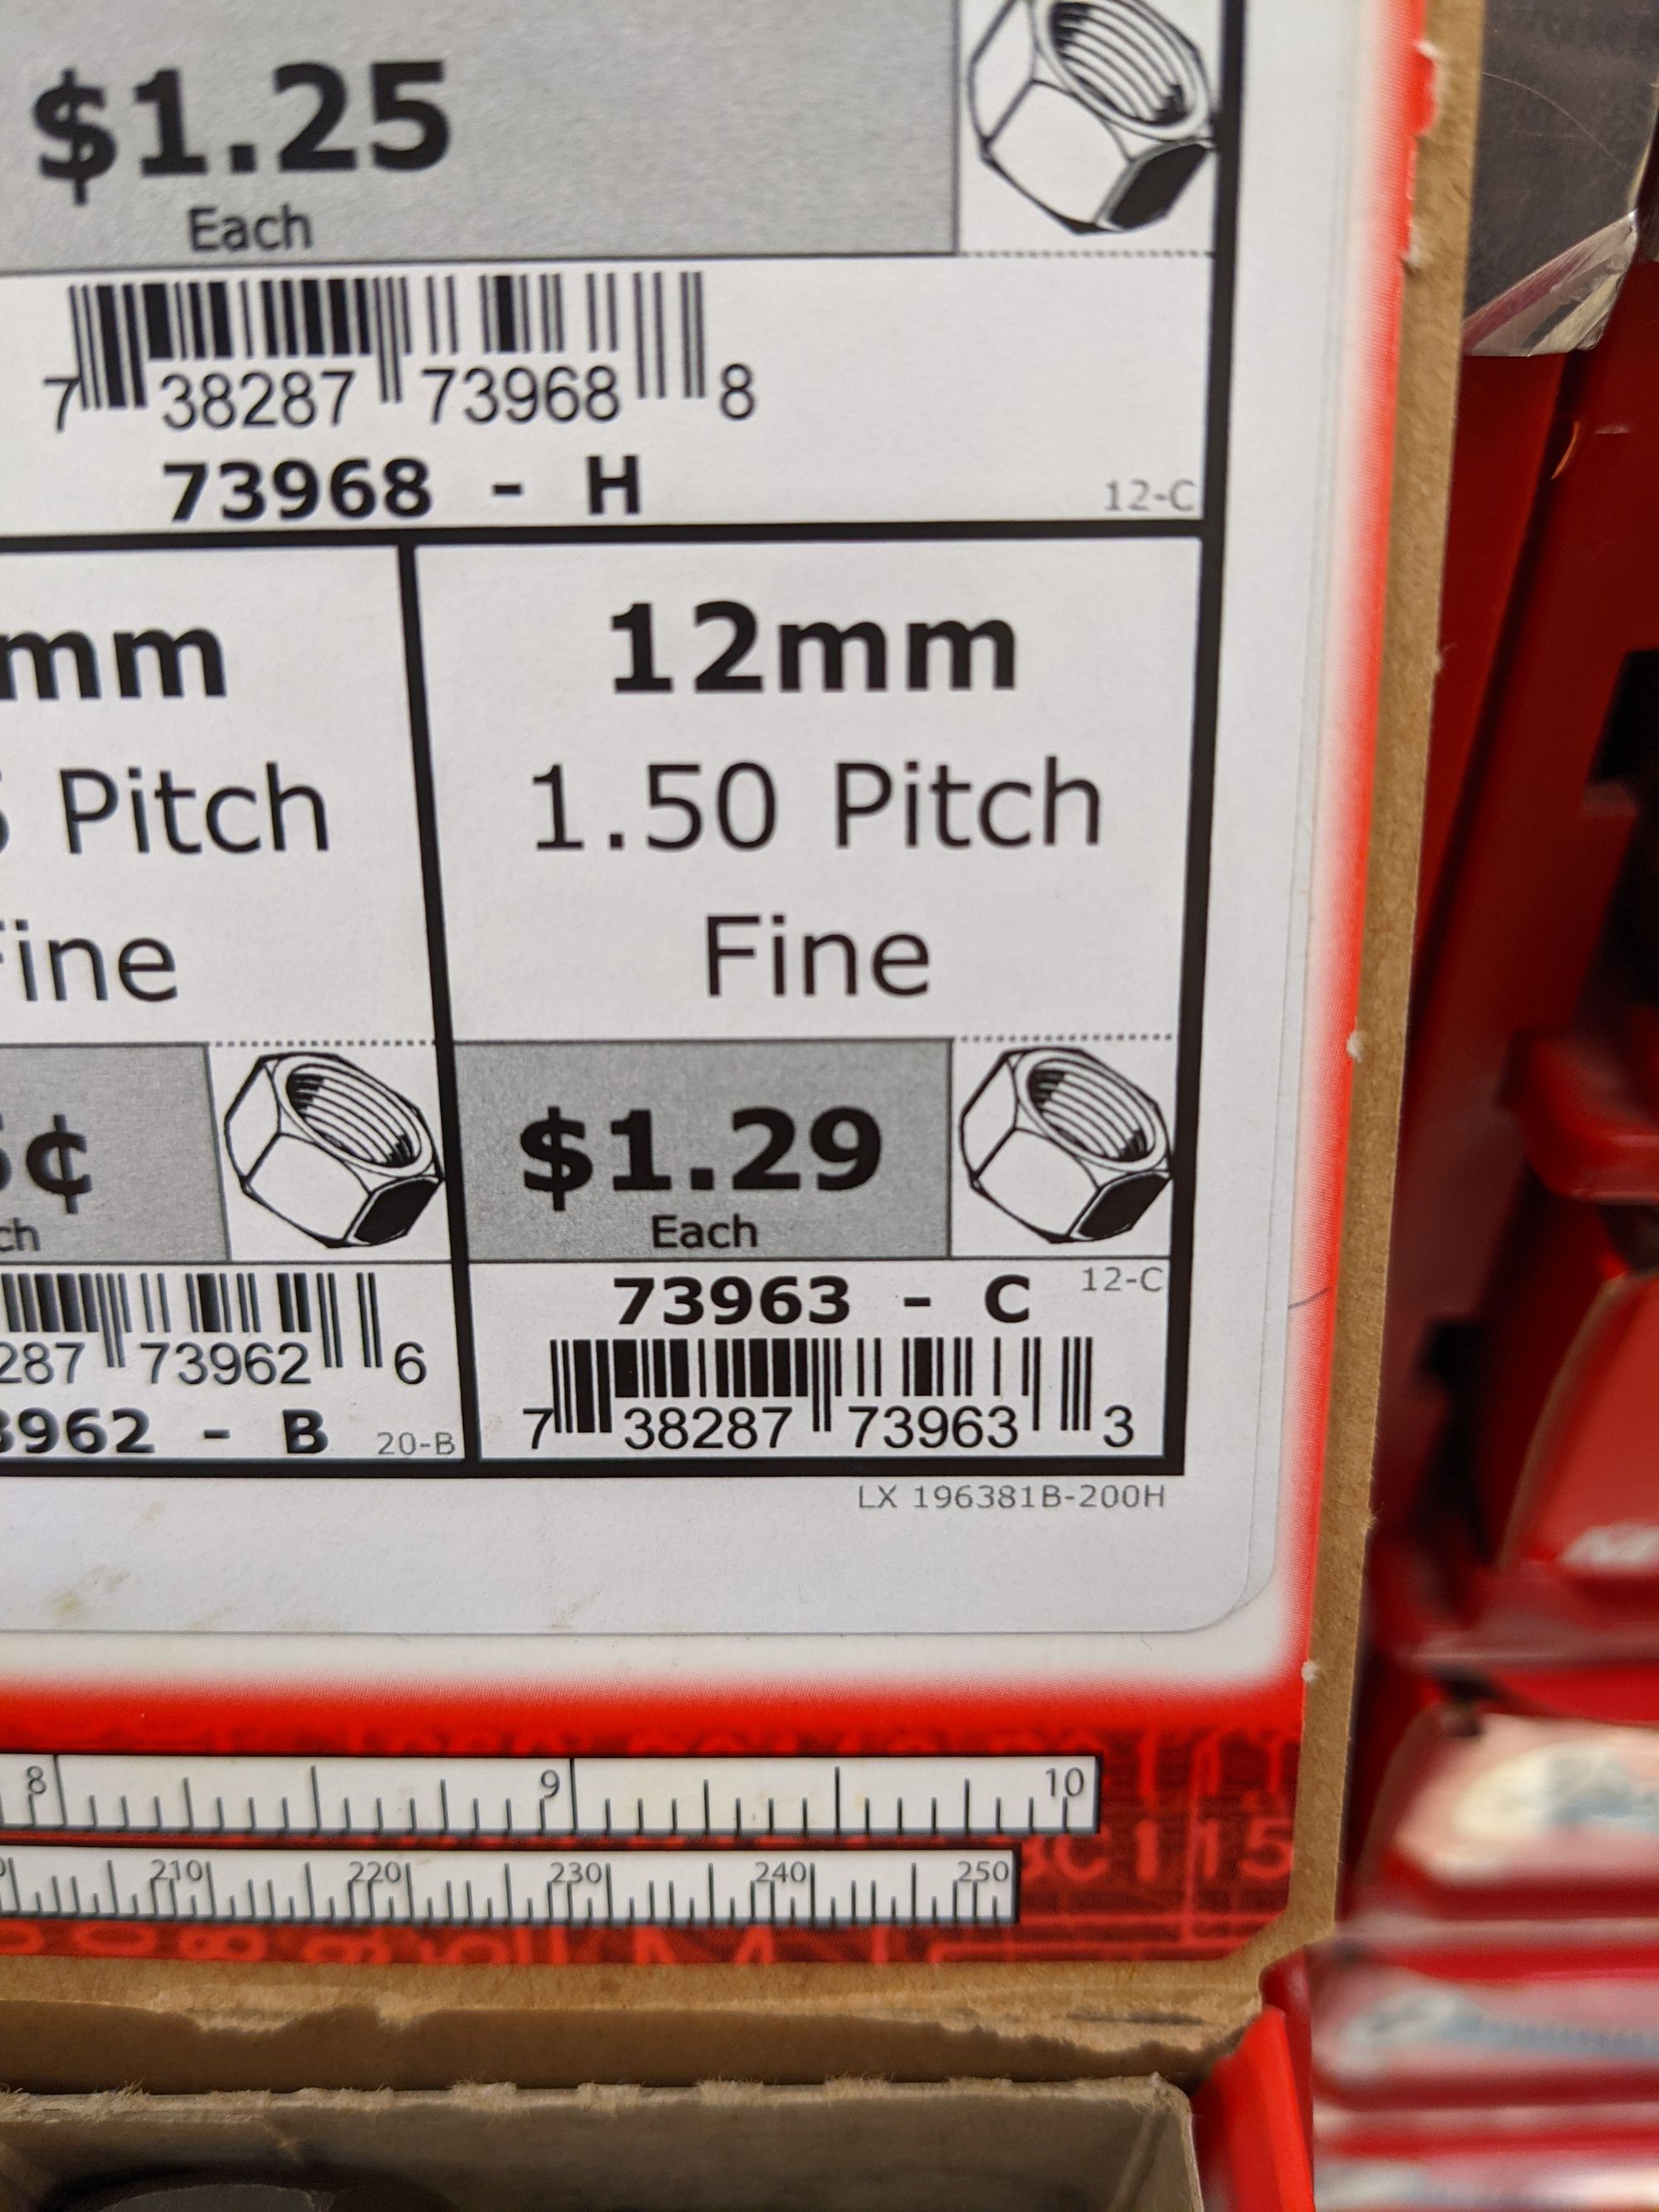 $1.25
Each
7 38287 73968 8
73968 - H
12-C
mm
Pitch
Fine
¢
287 73962 6
3962 - B
20-B
12mm
1.50 Pitch
Fine
$1.29
Each
73963 - C
12-C
7 38287 73963 3
LX 196381B-200H
8 9 10
210 220 230 240 250